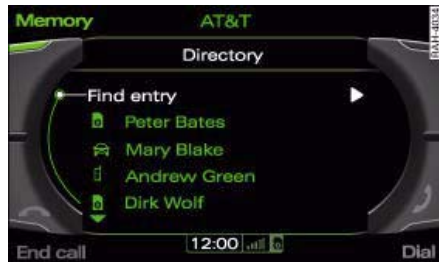 Memory
AT&T
Directory
Find entry
Peter Bates
Mary Blake
Andrew Green
Dirk Wolf
12:00
End call
Dial